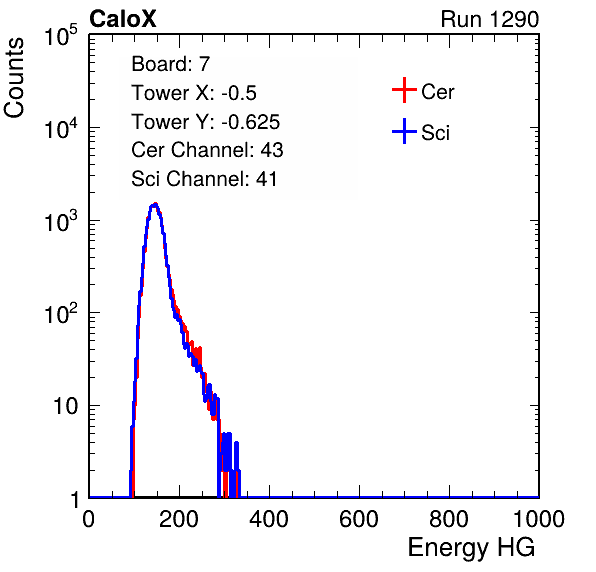 CaloX Run 1290
Counts
Board: 7
Tower X: -0.5
Tower Y: -0.625
Cer Channel: 43
Sci Channel: 41
Cer
Sci
10^5
10^4
10^3
10^2
10
1
0 200 400 600 800 1000
Energy HG